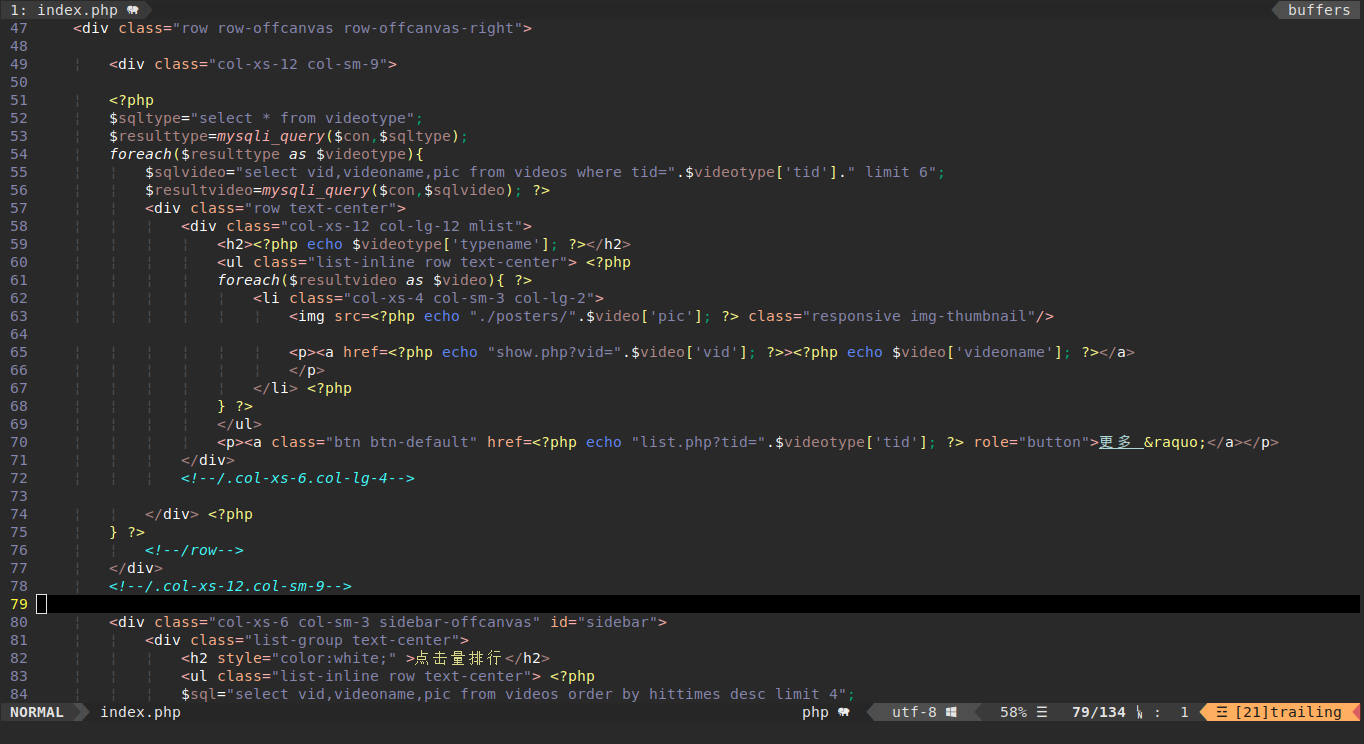 1: index.php buffers
47 <div class="row row-offcanvas row-offcanvas-right">
48
49 <div class="col-xs-12 col-sm-9">
50
51 <?php
52 $sqltype="select * from videotype";
53 $resulttype=mysqli_query($con,$sqltype);
54 foreach($resulttype as $videotype){
55 $sqlvideo="select vid,videoname,pic from videos where tid=".$videotype['tid']." limit 6";
56 $resultvideo=mysqli_query($con,$sqlvideo); ?>
57 <div class="row text-center">
58 <div class="col-xs-12 col-lg-12 mlist">
59 <h2><?php echo $videotype['typename']; ?></h2>
60 <ul class="list-inline row text-center"> <?php
61 foreach($resultvideo as $video){ ?>
62 <li class="col-xs-4 col-sm-3 col-lg-2">
63 <img src=<?php echo "./posters/".$video['pic']; ?> class="responsive img-thumbnail"/>
64
65 <p><a href=<?php echo "show.php?vid=".$video['vid']; ?>><?php echo $video['videoname']; ?></a>
66 </p>
67 </li> <?php
68 } ?>
69 </ul>
70 <p><a class="btn btn-default" href=<?php echo "list.php?tid=".$videotype['tid']; ?> role="button">更多 &raquo;</a></p>
71 </div>
72 <!--/.col-xs-6.col-lg-4-->
73
74 </div> <?php
75 } ?>
76 <!--/row-->
77 </div>
78 <!--/.col-xs-12.col-sm-9-->
79
80 <div class="col-xs-6 col-sm-3 sidebar-offcanvas" id="sidebar">
81 <div class="list-group text-center">
82 <h2 style="color:white;" >点击量排行</h2>
83 <ul class="list-inline row text-center"> <?php
84 $sql="select vid,videoname,pic from videos order by hittimes desc limit 4";
NORMAL index.php php utf-8 58% ☰ 79/134 ㏑ : 1 ☲ [21]trailing